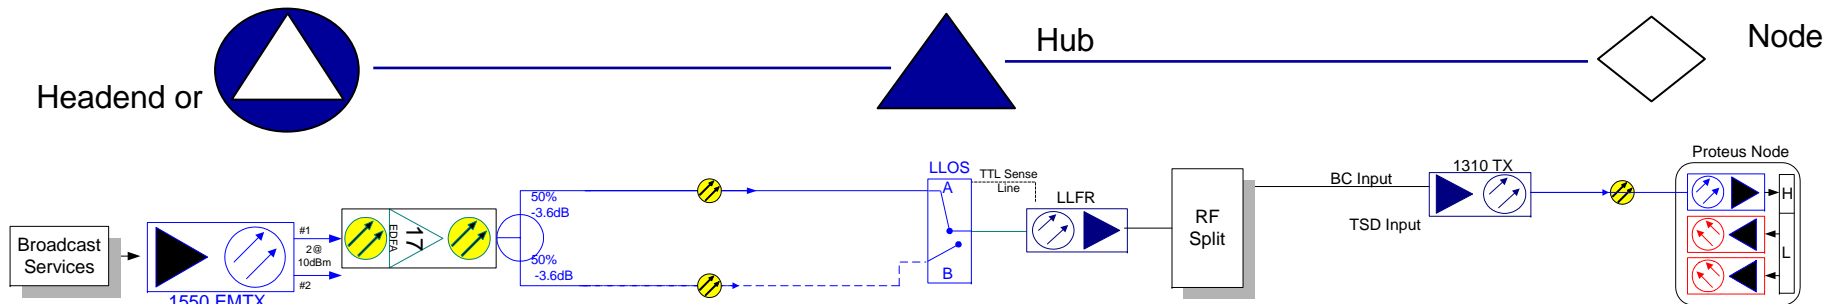 Headend or
Hub
Node
Broadcast
Services
1550 EMTX
#1
2@
10dBm
#2
EDFA
17
50%
-3.6dB
50%
-3.6dB
LLOS
A
B
TTL Sense
Line
LLFR
RF
Split
BC Input
TSD Input
1310 TX
Proteus Node
H
L